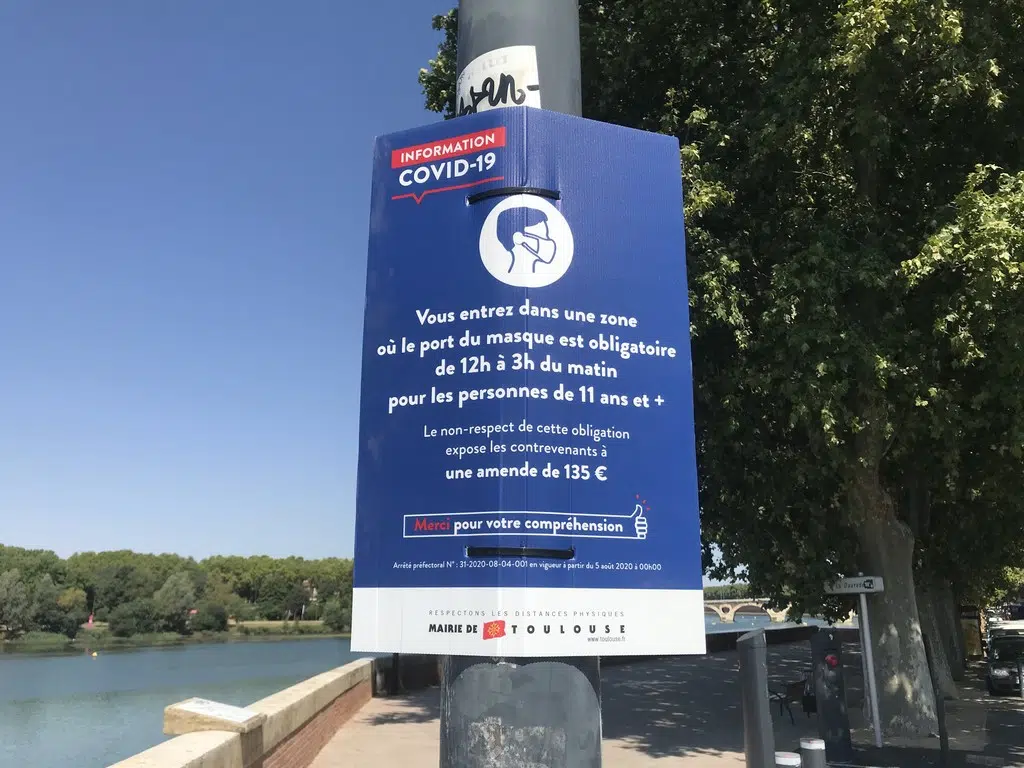 INFORMATION
COVID-19
Vous entrez dans une zone
où le port du masque est obligatoire
de 12h à 3h du matin
pour les personnes de 11 ans et +
Le non-respect de cette obligation
expose les contrevenants à
une amende de 135 €
Merci pour votre compréhension
Arrêté préfectoral N° : 31-2020-08-04-001 en vigueur à partir du 5 août 2020 à 00h00
RESPECTONS LES DISTANCES PHYSIQUES
MAIRIE DE TOULOUSE
www.toulouse.fr